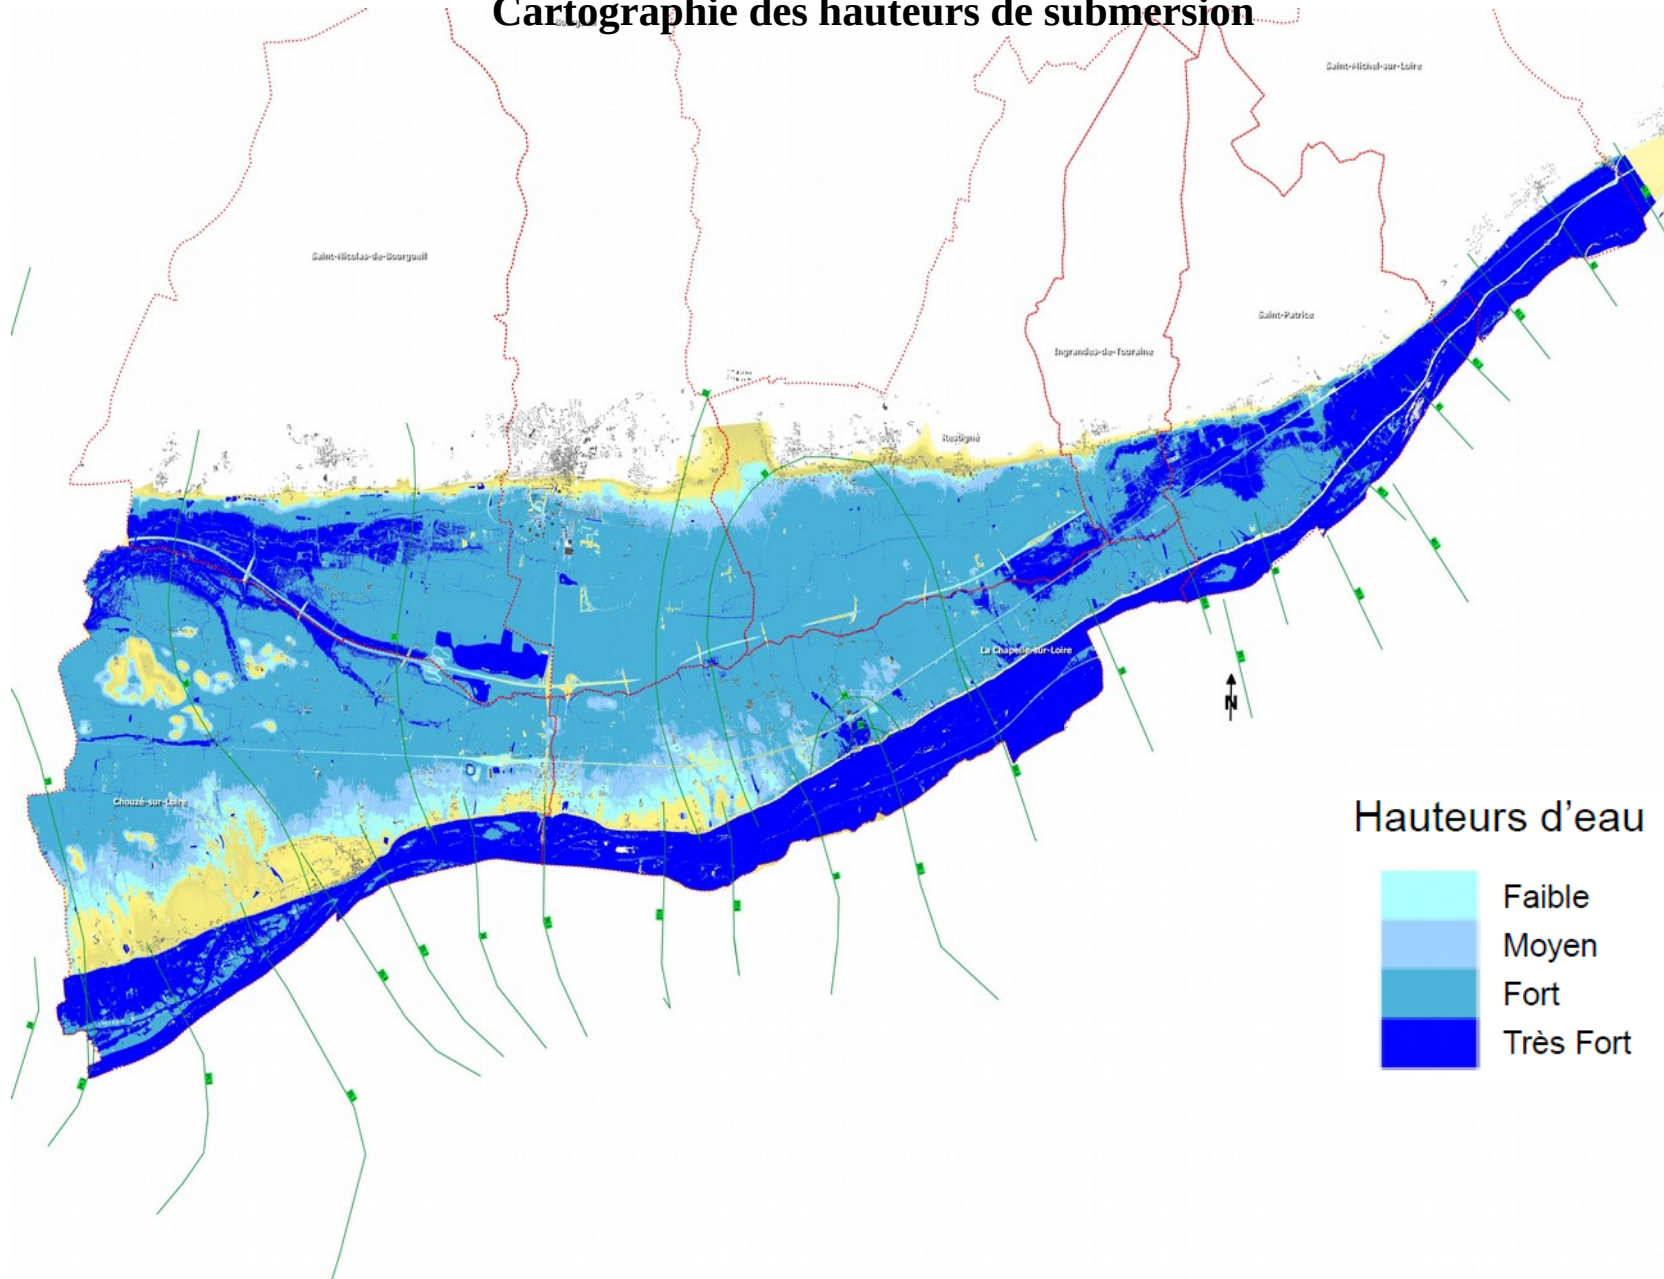 Cartographie des hauteurs de submersion
Bourgueil
Saint-Michel-sur-Loire
Saint-Nicolas-de-Bourgueil
Saint-Patrice
Ingrandes-de-Touraine
Restigné
La Chapelle-sur-Loire
N
Chouzé-sur-Loire
Hauteurs d’eau
Faible
Moyen
Fort
Très Fort